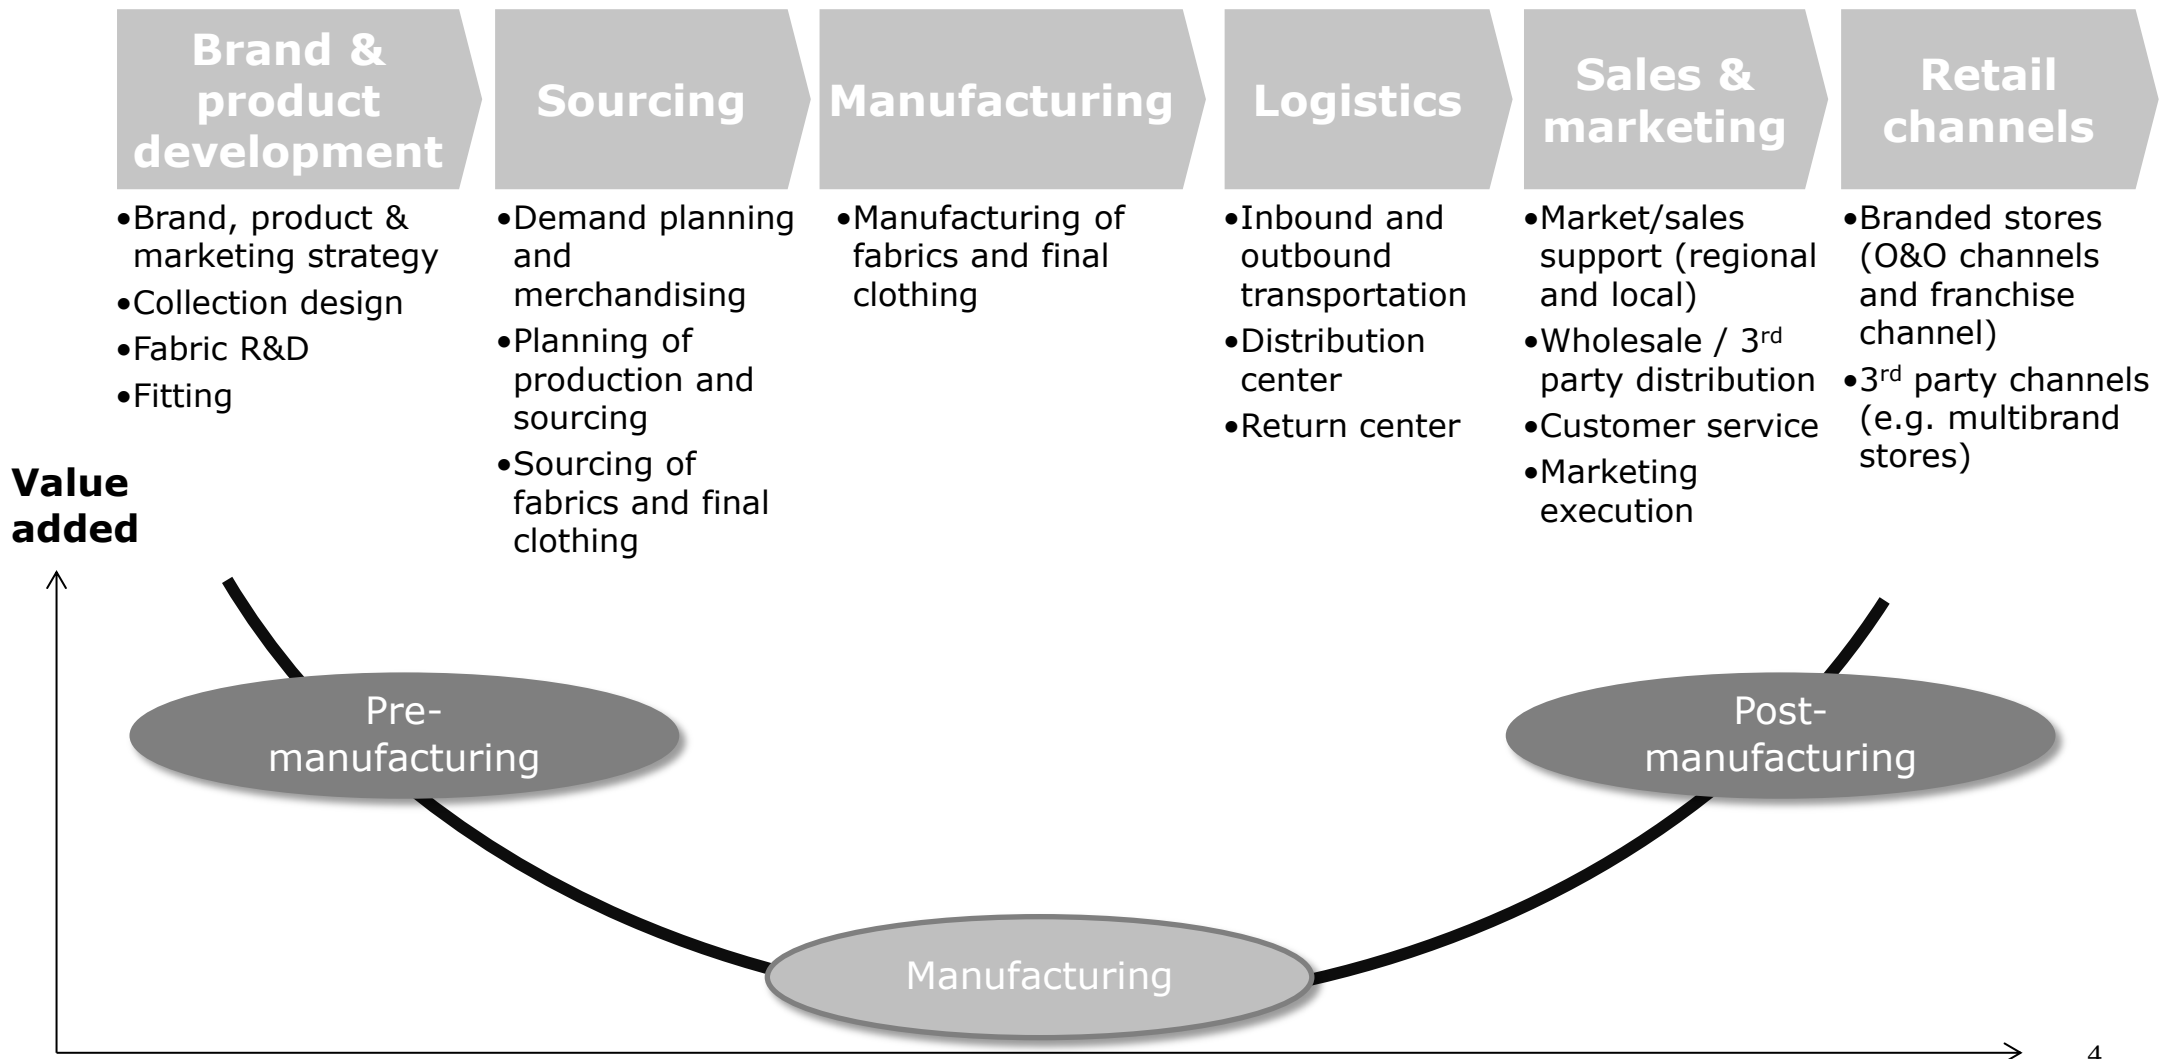 Brand &
product
development
Sourcing
Manufacturing
Logistics
Sales &
marketing
Retail
channels
•Brand, product &
marketing strategy
•Collection design
•Fabric R&D
•Fitting
•Demand planning
and
merchandising
•Planning of
production and
sourcing
•Sourcing of
fabrics and final
clothing
•Manufacturing of
fabrics and final
clothing
•Inbound and
outbound
transportation
•Distribution
center
•Return center
•Market/sales
support (regional
and local)
•Wholesale / 3rd
party distribution
•Customer service
•Marketing
execution
•Branded stores
(O&O channels
and franchise
channel)
•3rd party channels
(e.g. multibrand
stores)
Value
added
Pre-
manufacturing
Manufacturing
Post-
manufacturing
4